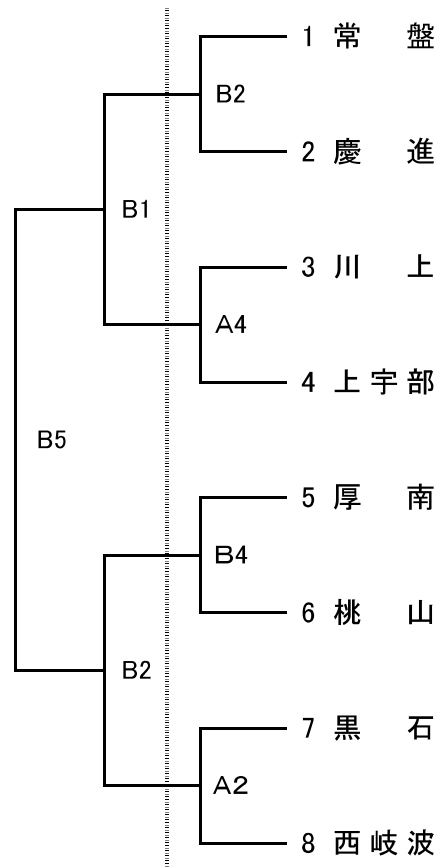 1 常 盤
B2
2 慶 進
B1
3 川 上
A4
4 上宇部
B5
5 厚 南
B4
6 桃 山
B2
7 黒 石
A2
8 西岐波